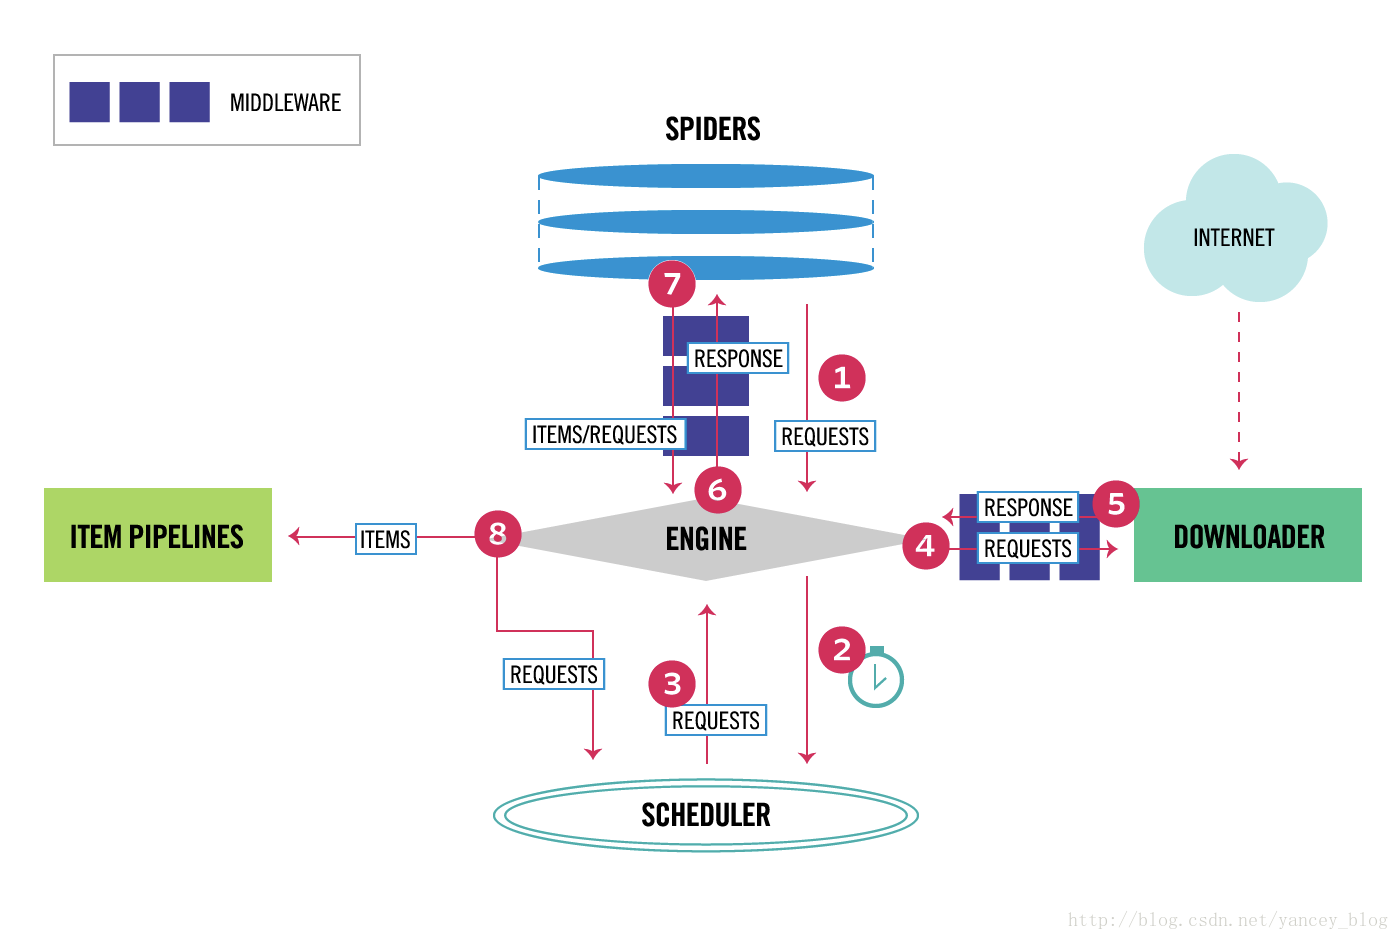 MIDDLEWARE
SPIDERS
INTERNET
7
RESPONSE
1
ITEMS/REQUESTS
REQUESTS
6
5
RESPONSE
ITEM PIPELINES
ITEMS
8
ENGINE
4
REQUESTS
DOWNLOADER
2
REQUESTS
3
REQUESTS
SCHEDULER
http://blog.csdn.net/yancey_blog